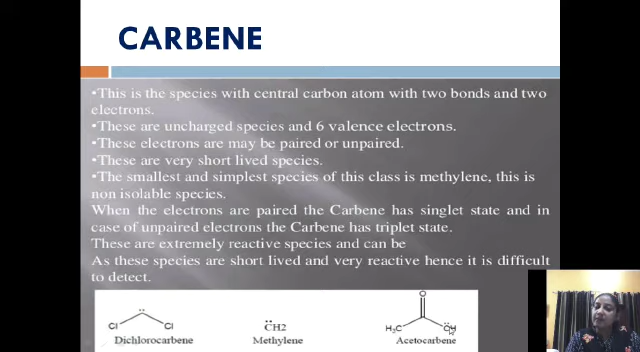 CARBENE
•This is the species with central carbon atom with two bonds and two
electrons.
•These are uncharged species and 6 valence electrons.
•These electrons are may be paired or unpaired.
•These are very short lived species.
•The smallest and simplest species of this class is methylene, this is
non isolable species.
When the electrons are paired the Carbene has singlet state and in
case of unpaired electrons the Carbene has triplet state.
These are extremely reactive species and can be
As these species are short lived and very reactive hence it is difficult
to detect.
O
Cl Cl CH2 H3C CH
Dichlorocarbene Methylene Acetocarbene